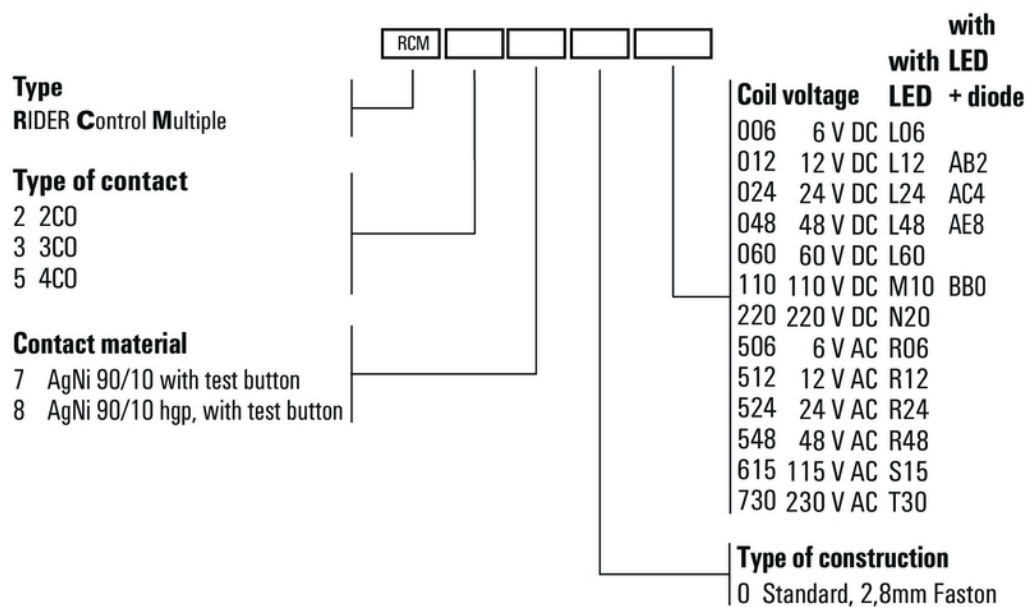 RCM
Type
RIDER Control Multiple
Type of contact
2 2CO
3 3CO
5 4CO
Contact material
7 AgNi 90/10 with test button
8 AgNi 90/10 hgp, with test button
with
with LED
Coil voltage LED + diode
006 6 V DC L06
012 12 V DC L12 AB2
024 24 V DC L24 AC4
048 48 V DC L48 AE8
060 60 V DC L60
110 110 V DC M10 BB0
220 220 V DC N20
506 6 V AC R06
512 12 V AC R12
524 24 V AC R24
548 48 V AC R48
615 115 V AC S15
730 230 V AC T30
Type of construction
0 Standard, 2,8mm Faston